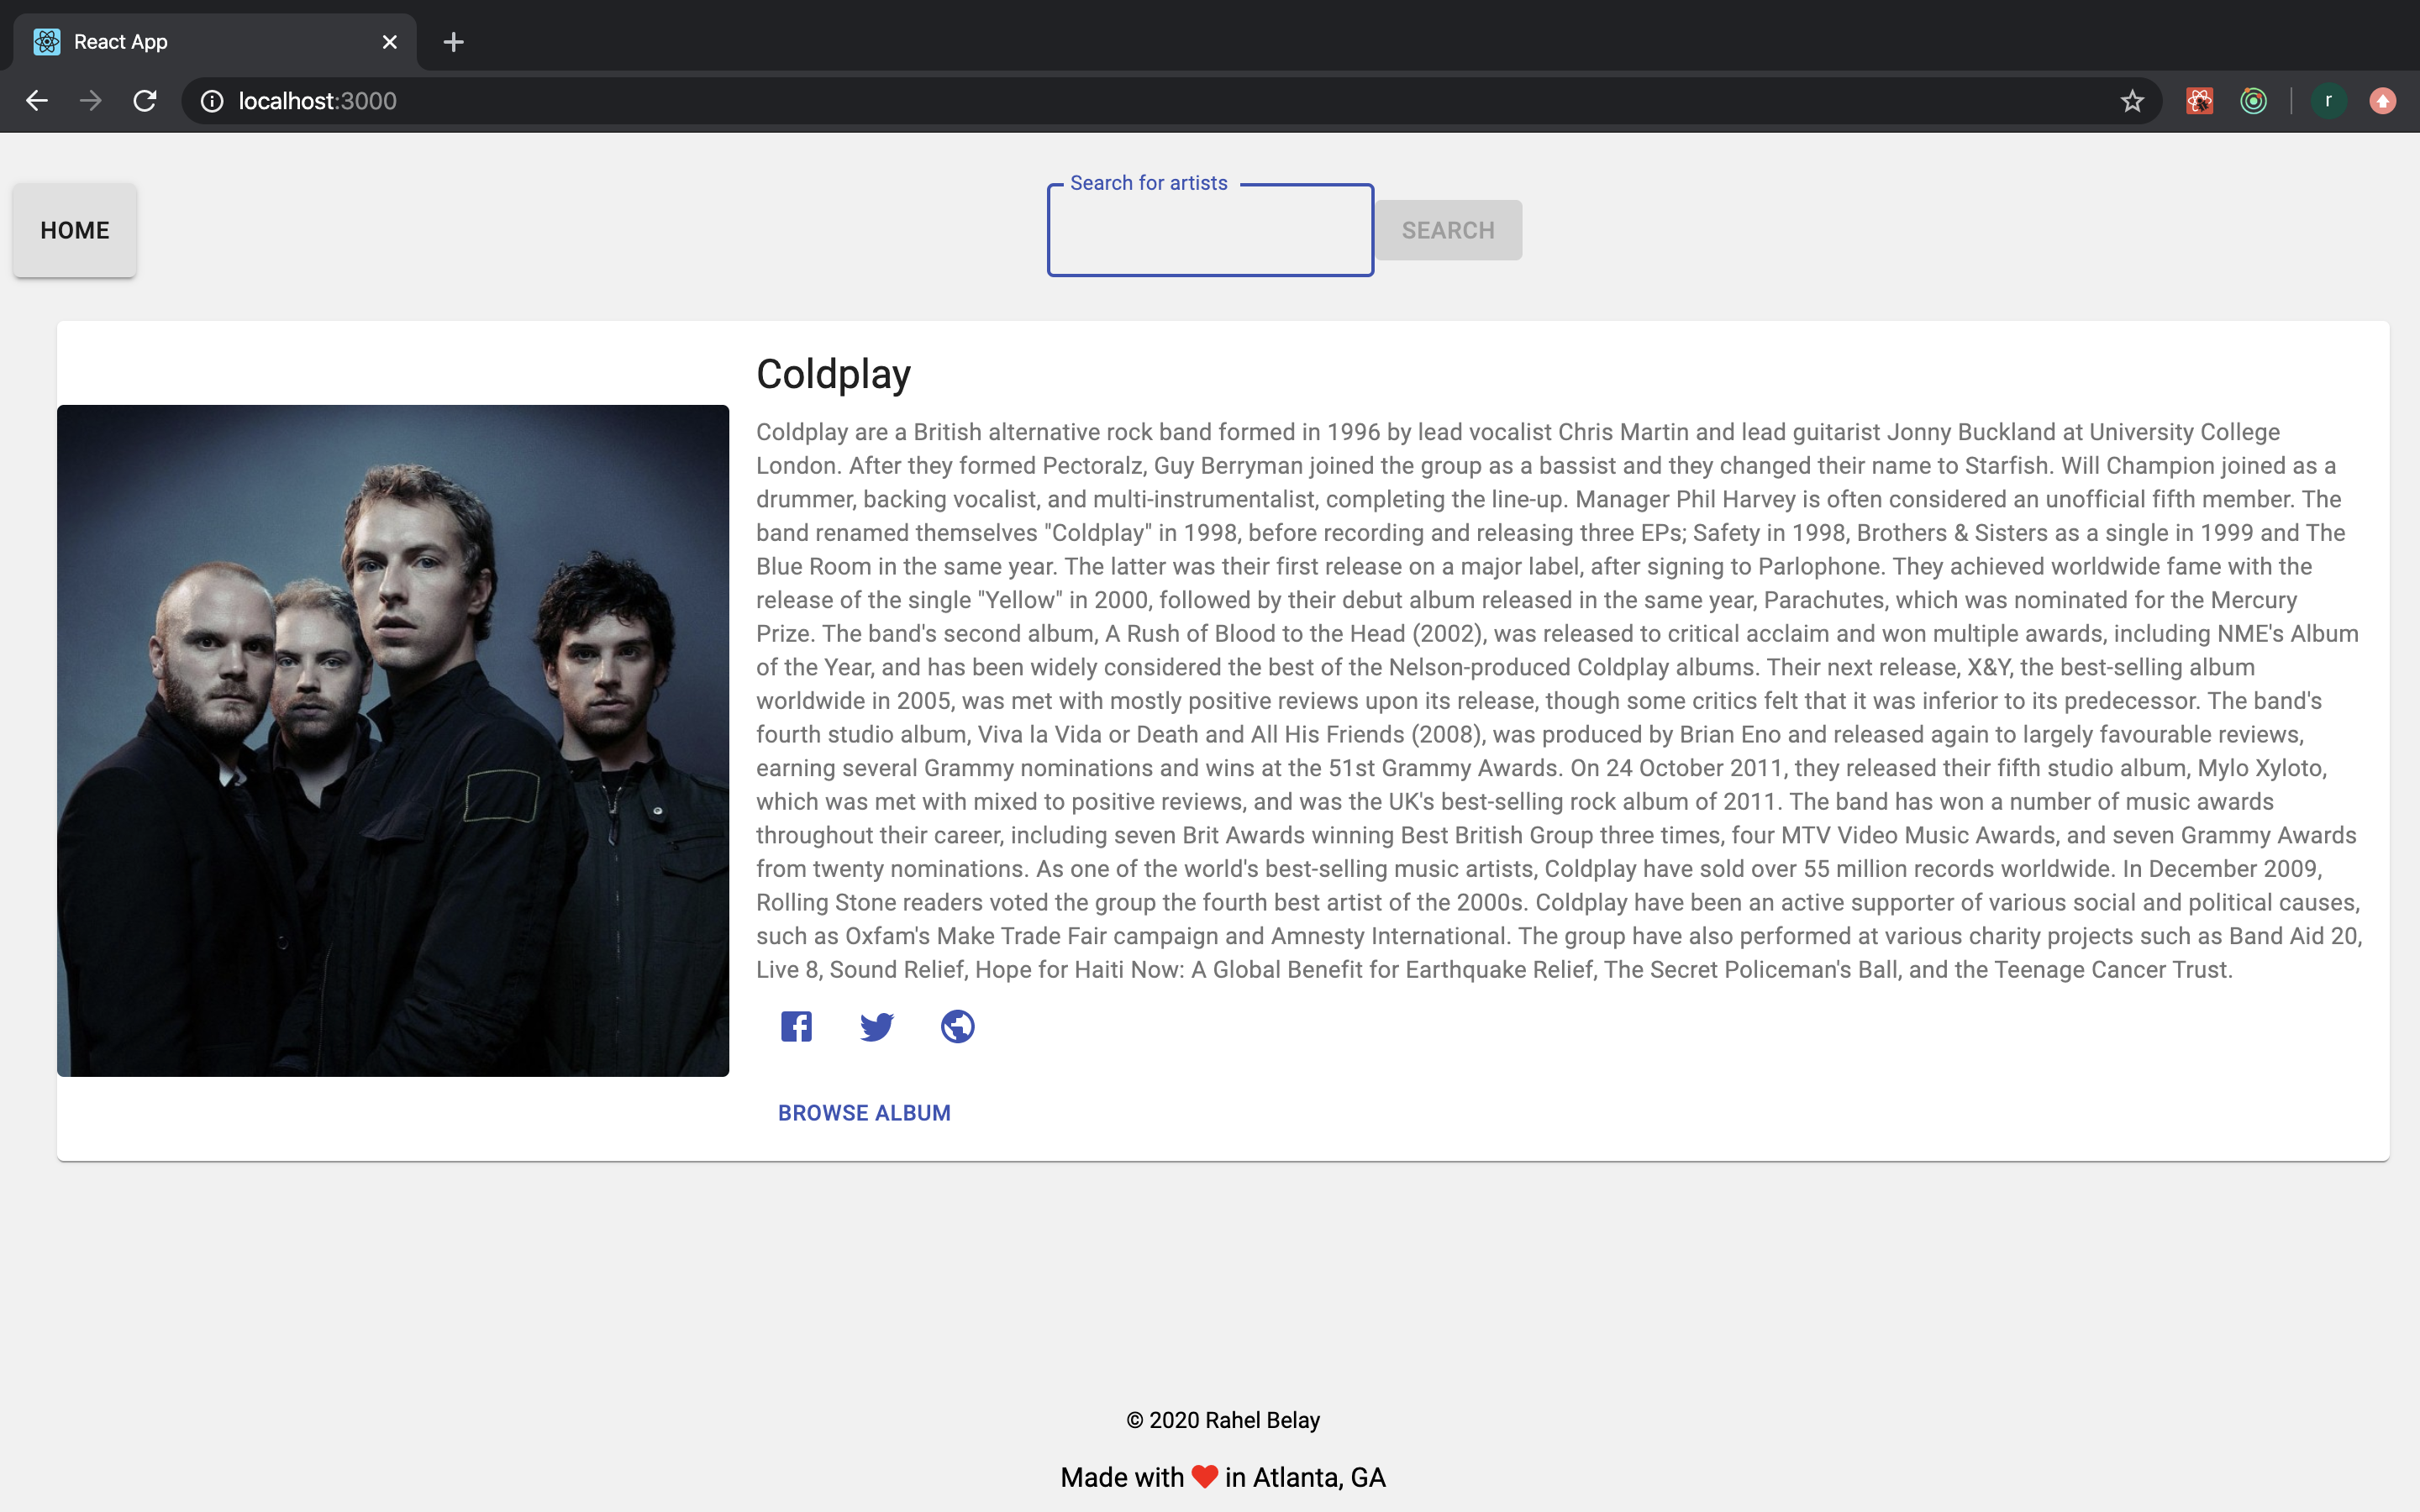 React App
localhost:3000
r
HOME
Search for artists
SEARCH
Coldplay
Coldplay are a British alternative rock band formed in 1996 by lead vocalist Chris Martin and lead guitarist Jonny Buckland at University College
London. After they formed Pectoralz, Guy Berryman joined the group as a bassist and they changed their name to Starfish. Will Champion joined as a
drummer, backing vocalist, and multi-instrumentalist, completing the line-up. Manager Phil Harvey is often considered an unofficial fifth member. The
band renamed themselves "Coldplay" in 1998, before recording and releasing three EPs; Safety in 1998, Brothers & Sisters as a single in 1999 and The
Blue Room in the same year. The latter was their first release on a major label, after signing to Parlophone. They achieved worldwide fame with the
release of the single "Yellow" in 2000, followed by their debut album released in the same year, Parachutes, which was nominated for the Mercury
Prize. The band's second album, A Rush of Blood to the Head (2002), was released to critical acclaim and won multiple awards, including NME's Album
of the Year, and has been widely considered the best of the Nelson-produced Coldplay albums. Their next release, X&Y, the best-selling album
worldwide in 2005, was met with mostly positive reviews upon its release, though some critics felt that it was inferior to its predecessor. The band's
fourth studio album, Viva la Vida or Death and All His Friends (2008), was produced by Brian Eno and released again to largely favourable reviews,
earning several Grammy nominations and wins at the 51st Grammy Awards. On 24 October 2011, they released their fifth studio album, Mylo Xyloto,
which was met with mixed to positive reviews, and was the UK's best-selling rock album of 2011. The band has won a number of music awards
throughout their career, including seven Brit Awards winning Best British Group three times, four MTV Video Music Awards, and seven Grammy Awards
from twenty nominations. As one of the world's best-selling music artists, Coldplay have sold over 55 million records worldwide. In December 2009,
Rolling Stone readers voted the group the fourth best artist of the 2000s. Coldplay have been an active supporter of various social and political causes,
such as Oxfam's Make Trade Fair campaign and Amnesty International. The group have also performed at various charity projects such as Band Aid 20,
Live 8, Sound Relief, Hope for Haiti Now: A Global Benefit for Earthquake Relief, The Secret Policeman's Ball, and the Teenage Cancer Trust.
BROWSE ALBUM
© 2020 Rahel Belay
Made with ❤️ in Atlanta, GA